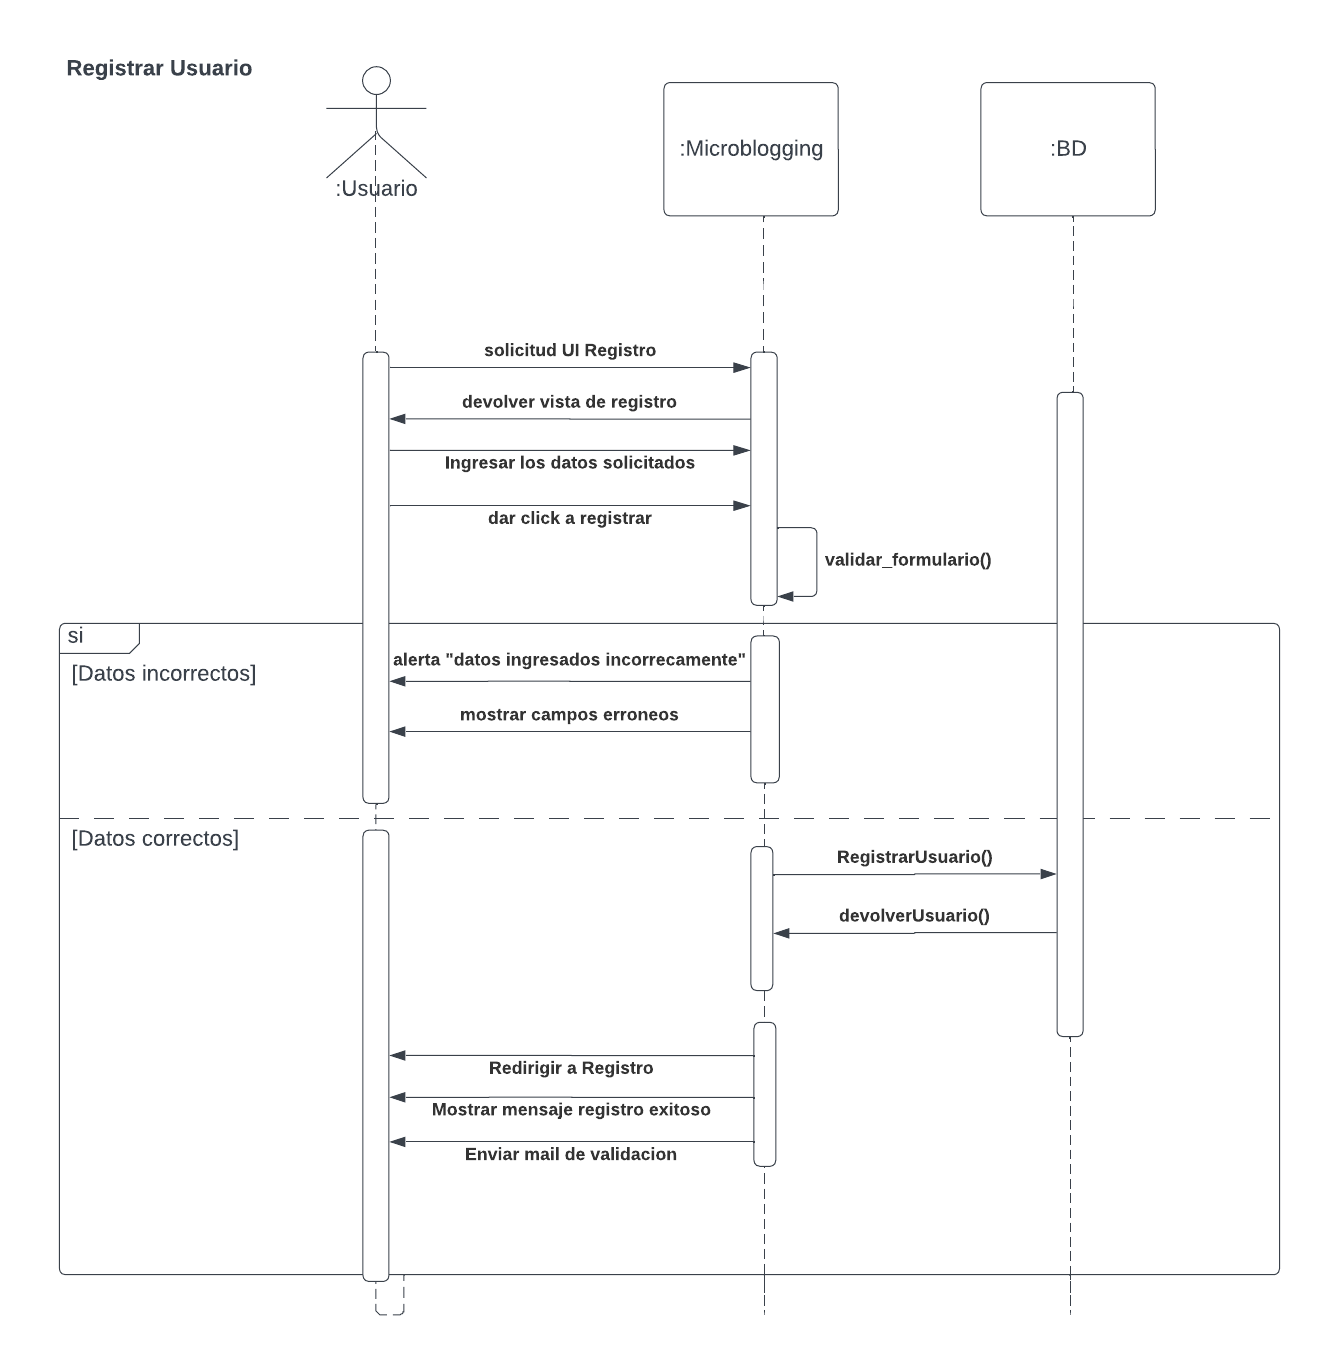 Registrar Usuario
:Usuario
:Microblogging
:BD
solicitud UI Registro
devolver vista de registro
Ingresar los datos solicitados
dar click a registrar
validar_formulario()
si
[Datos incorrectos]
alerta "datos ingresados incorrecamente"
mostrar campos erroneos
[Datos correctos]
RegistrarUsuario()
devolverUsuario()
Redirigir a Registro
Mostrar mensaje registro exitoso
Enviar mail de validacion